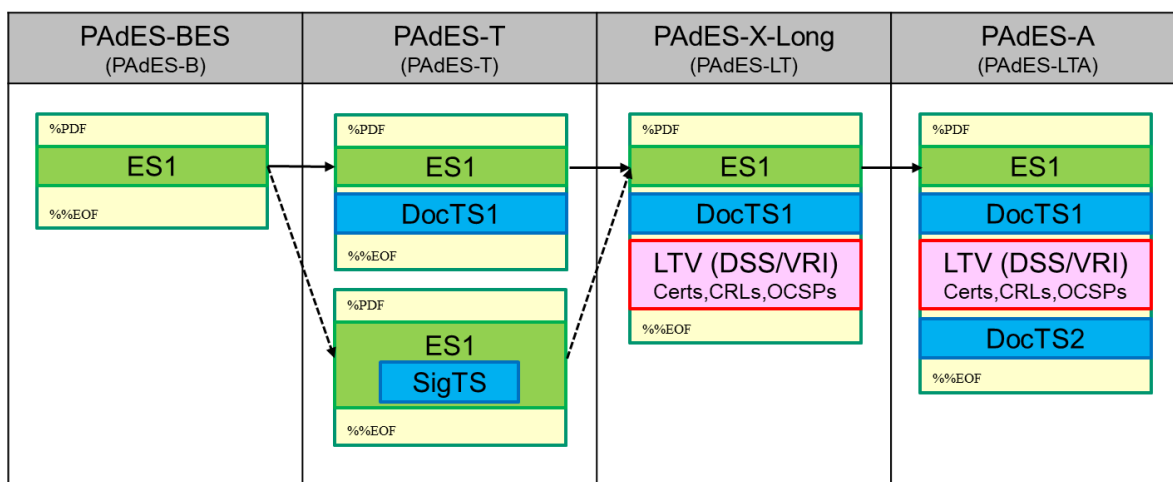 PAdES-BES
(PAdES-B)
PAdES-T
(PAdES-T)
PAdES-X-Long
(PAdES-LT)
PAdES-A
(PAdES-LTA)
%PDF
ES1
%%EOF
%PDF
ES1
DocTS1
%%EOF
%PDF
ES1
SigTS
%%EOF
%PDF
ES1
DocTS1
LTV (DSS/VRI)
Certs,CRLs,OCSPs
%%EOF
%PDF
ES1
DocTS1
LTV (DSS/VRI)
Certs,CRLs,OCSPs
DocTS2
%%EOF